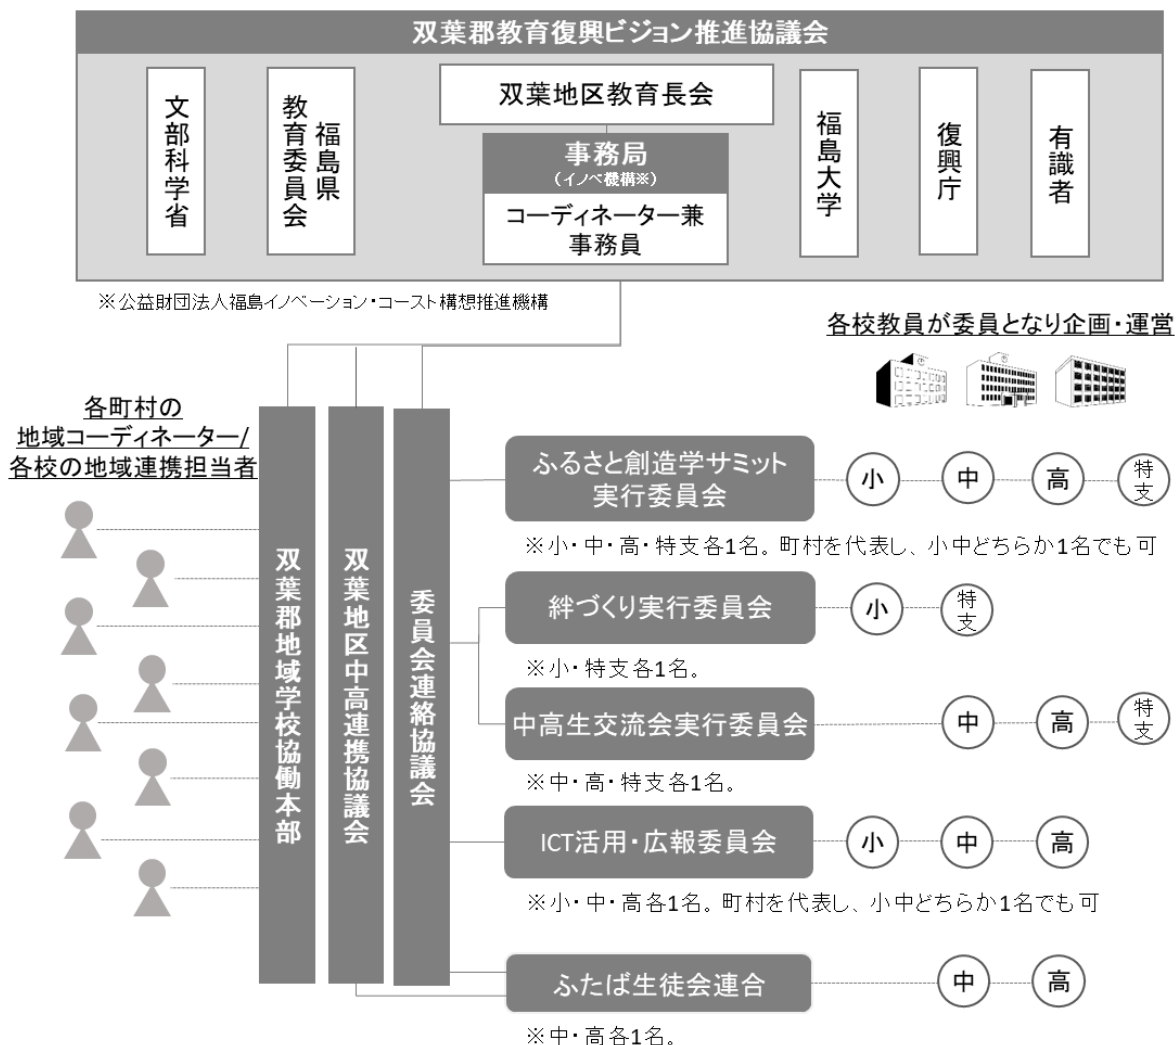 双葉郡教育復興ビジョン推進協議会
文部科学省
福島県
教育委員会
双葉地区教育長会
事務局
（イノベ機構※）
コーディネーター兼
事務員
福島大学
復興庁
有識者
※公益財団法人福島イノベーション・コースト構想推進機構
各校教員が委員となり企画・運営
各町村の
地域コーディネーター/
各校の地域連携担当者
双葉郡地域学校協働本部
双葉地区中高連携協議会
委員会連絡協議会
ふるさと創造学サミット
実行委員会
小
中
高
特支
※小・中・高・特支各1名。町村を代表し、小中どちらか1名でも可
絆づくり実行委員会
小
特支
※小・特支各1名。
中高生交流会実行委員会
中
高
特支
※中・高・特支各1名。
ICT活用・広報委員会
小
中
高
※小・中・高各1名。町村を代表し、小中どちらか1名でも可
ふたば生徒会連合
中
高
※中・高各1名。